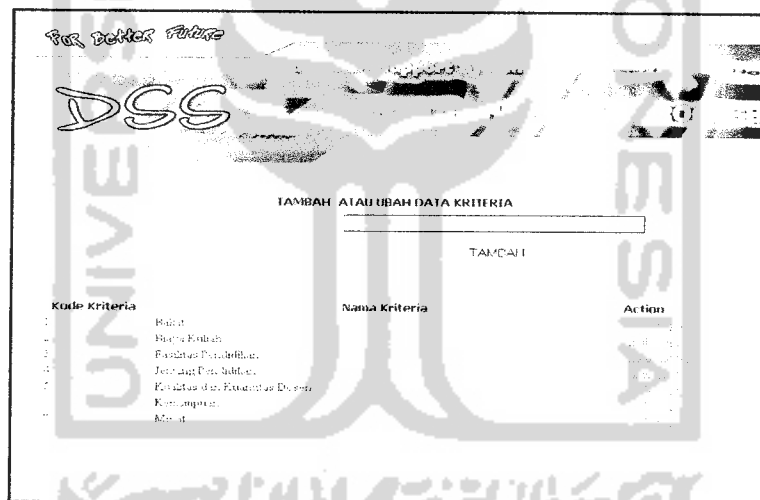 FOR BETTER FUTURE
DSS
TAMBAH ATAU UBAH DATA KRITERIA
TAMBAH
Kode Kriteria Nama Kriteria Action
Bakat
Biaya Kuliah
Fasilitas Pendidikan
Jenjang Pendidikan
Kualitas dan Kuantitas Dosen
Kemampuan
Minat